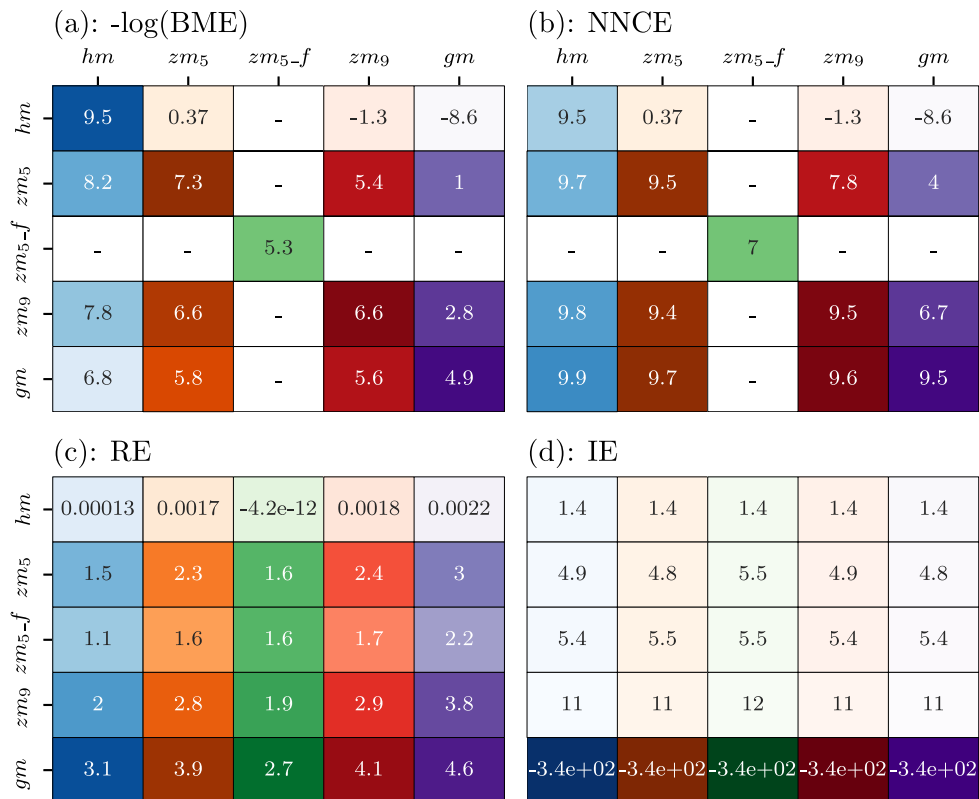 (a): -log(BME)
hm zm5 zm5_f zm9 gm
hm 9.5 0.37 - -1.3 -8.6
zm5 8.2 7.3 - 5.4 1
zm5_f - - 5.3 - -
zm9 7.8 6.6 - 6.6 2.8
gm 6.8 5.8 - 5.6 4.9
(b): NNCE
hm zm5 zm5_f zm9 gm
9.5 0.37 - -1.3 -8.6
9.7 9.5 - 7.8 4
- - 7 - -
9.8 9.4 - 9.5 6.7
9.9 9.7 - 9.6 9.5
(c): RE
hm 0.00013 0.0017 -4.2e-12 0.0018 0.0022
zm5 1.5 2.3 1.6 2.4 3
zm5_f 1.1 1.6 1.6 1.7 2.2
zm9 2 2.8 1.9 2.9 3.8
gm 3.1 3.9 2.7 4.1 4.6
(d): IE
1.4 1.4 1.4 1.4 1.4
4.9 4.8 5.5 4.9 4.8
5.4 5.5 5.5 5.4 5.4
11 11 12 11 11
-3.4e+02 -3.4e+02 -3.4e+02 -3.4e+02 -3.4e+02